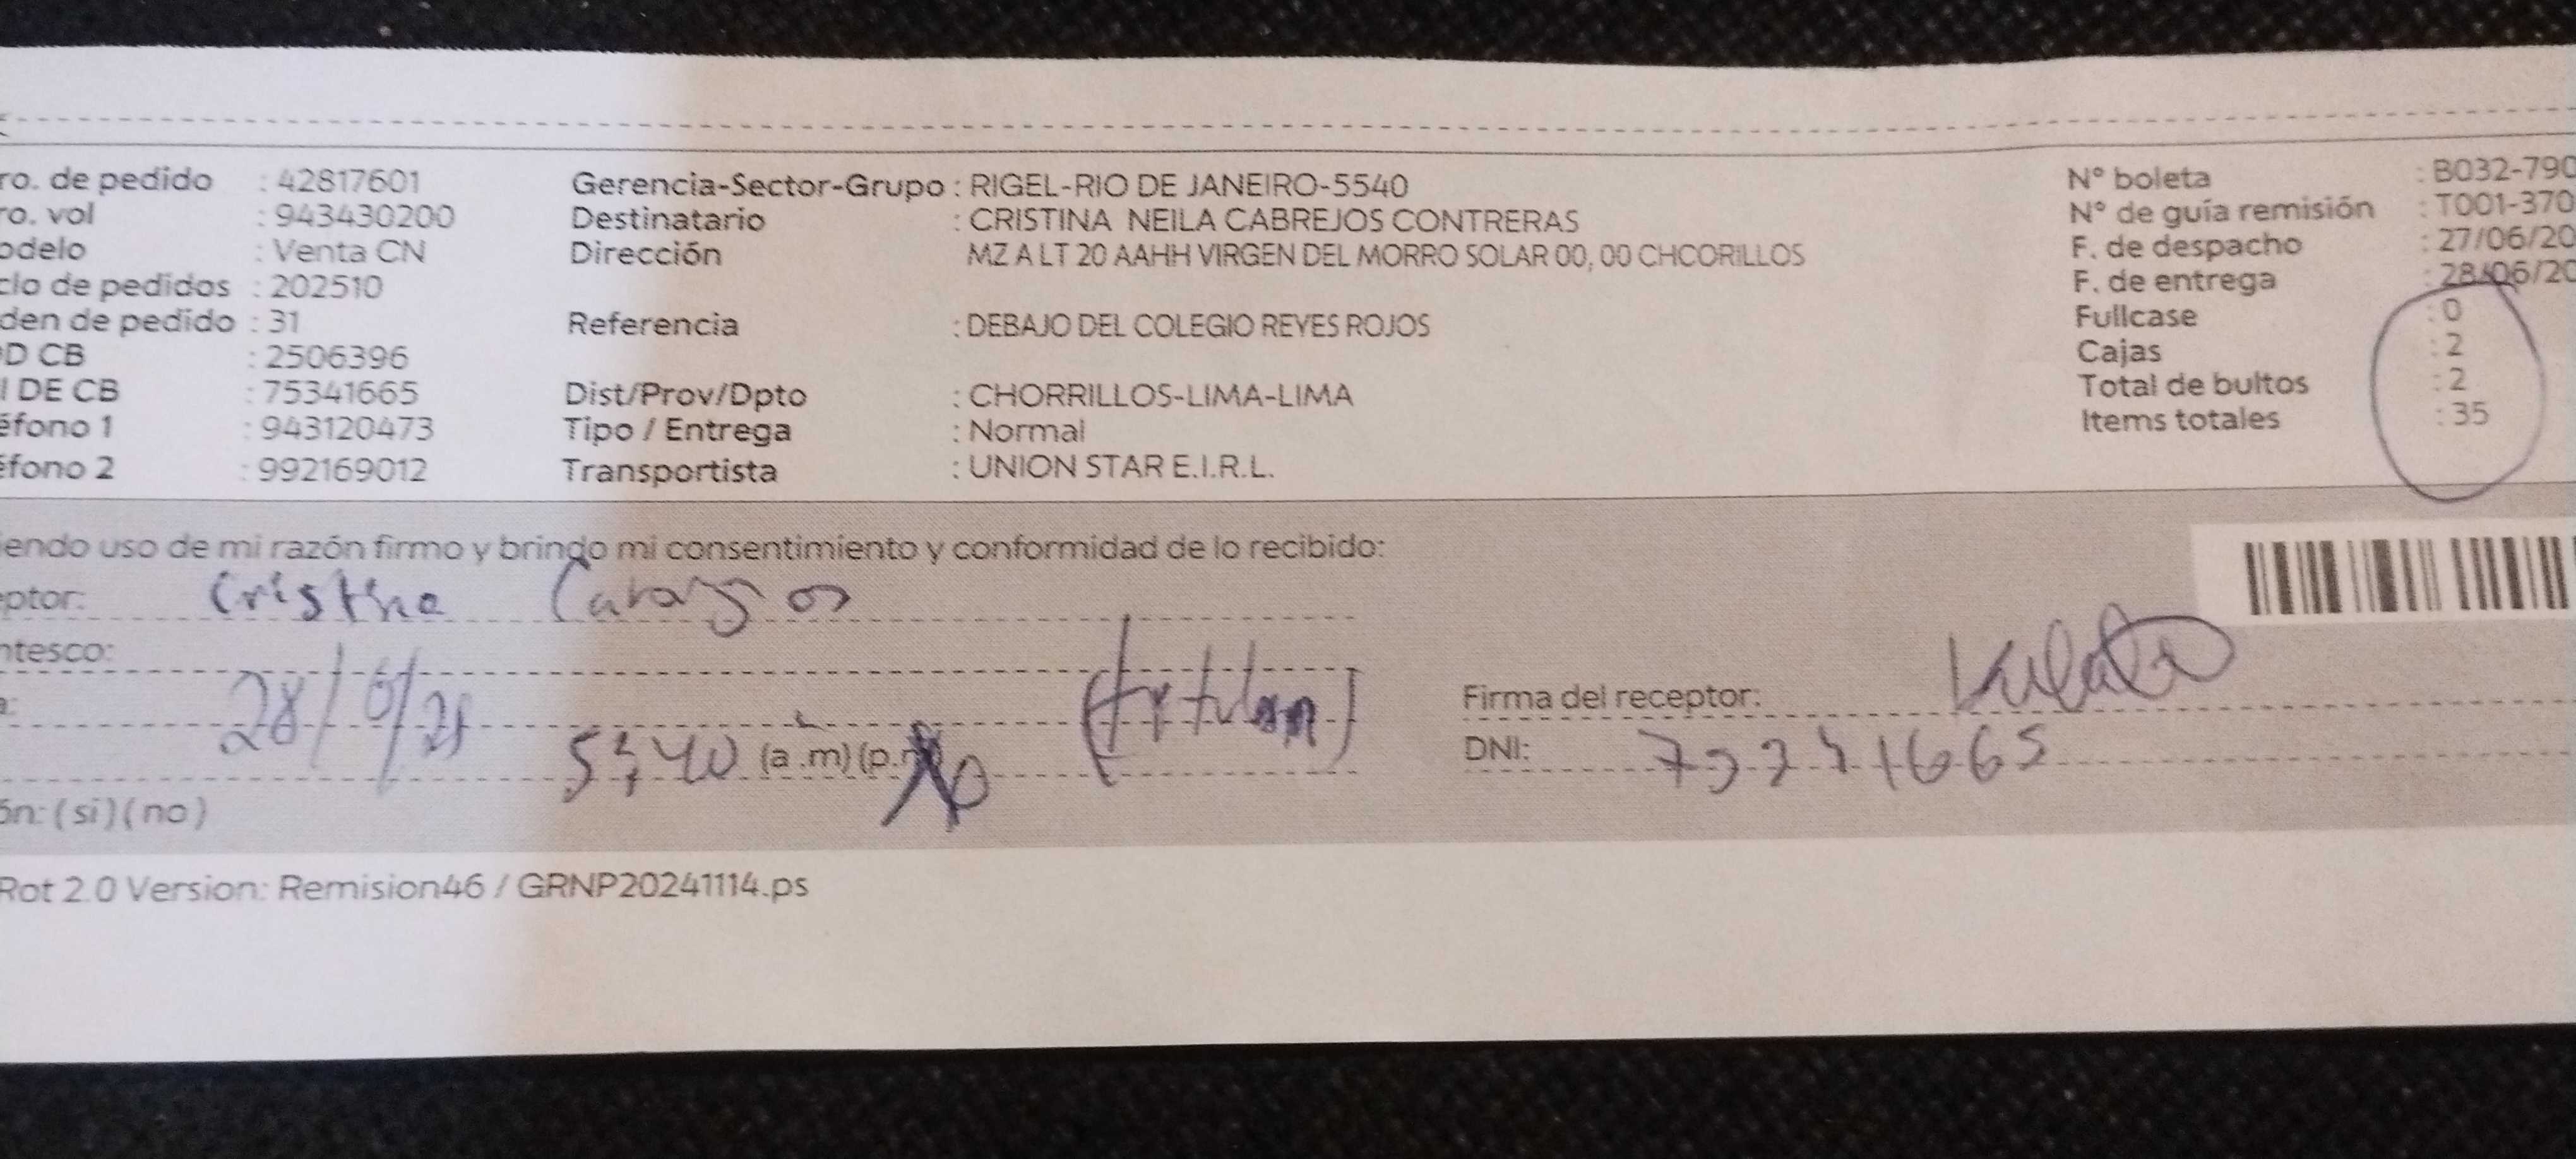 ro. de pedido : 42817601 Gerencia-Sector-Grupo : RIGEL-RIO DE JANEIRO-5540 N° boleta : B032-790
ro. vol : 943430200 Destinatario : CRISTINA NEILA CABREJOS CONTRERAS N° de guía remisión : T001-370
odelo : Venta CN Dirección MZ A LT 20 AAHH VIRGEN DEL MORRO SOLAR 00, 00 CHCORILLOS F. de despacho : 27/06/20
clo de pedidos : 202510 F. de entrega : 28/06/20
den de pedido : 31 Referencia : DEBAJO DEL COLEGIO REYES ROJOS Fullcase : 0
D CB : 2506396 Cajas : 2
I DE CB : 75341665 Dist/Prov/Dpto : CHORRILLOS-LIMA-LIMA Total de bultos : 2
éfono 1 : 943120473 Tipo / Entrega : Normal Items totales : 35
éfono 2 : 992169012 Transportista : UNION STAR E.I.R.L.
iendo uso de mi razón firmo y brindo mi consentimiento y conformidad de lo recibido:
eptor: Cristina
ntesco:
a: 28/ Firma del receptor:
5:40 (a.m) (p. DNI:
ón: (si) (no)
Rot 2.0 Version: Remision46 / GRNP20241114.ps